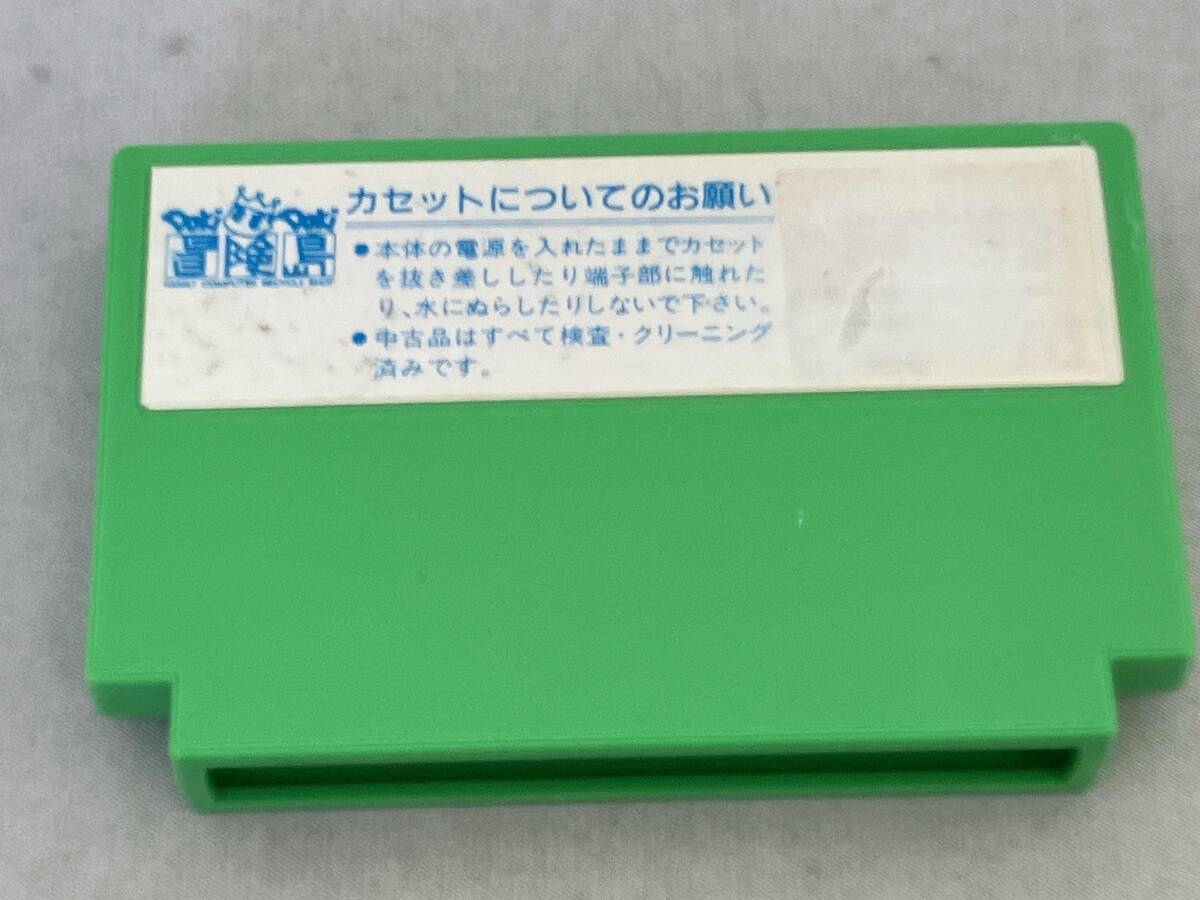 Doki Doki
冒険島
FAMILY COMPUTER RECYCLE SHOP
カセットについてのお願い
●本体の電源を入れたままでカセット
を抜き差ししたり端子部に触れた
り、水にぬらしたりしないで下さい。
●中古品はすべて検査・クリーニング
済みです。